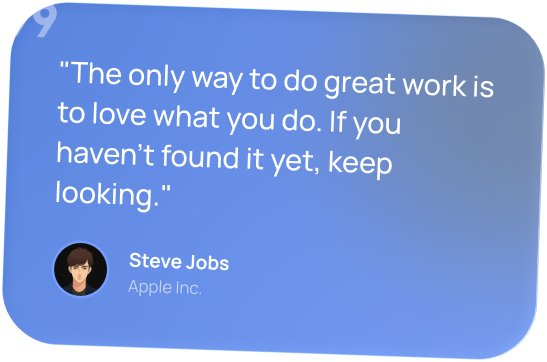 "The only way to do great work is
to love what you do. If you
haven't found it yet, keep
looking."
Steve Jobs
Apple Inc.